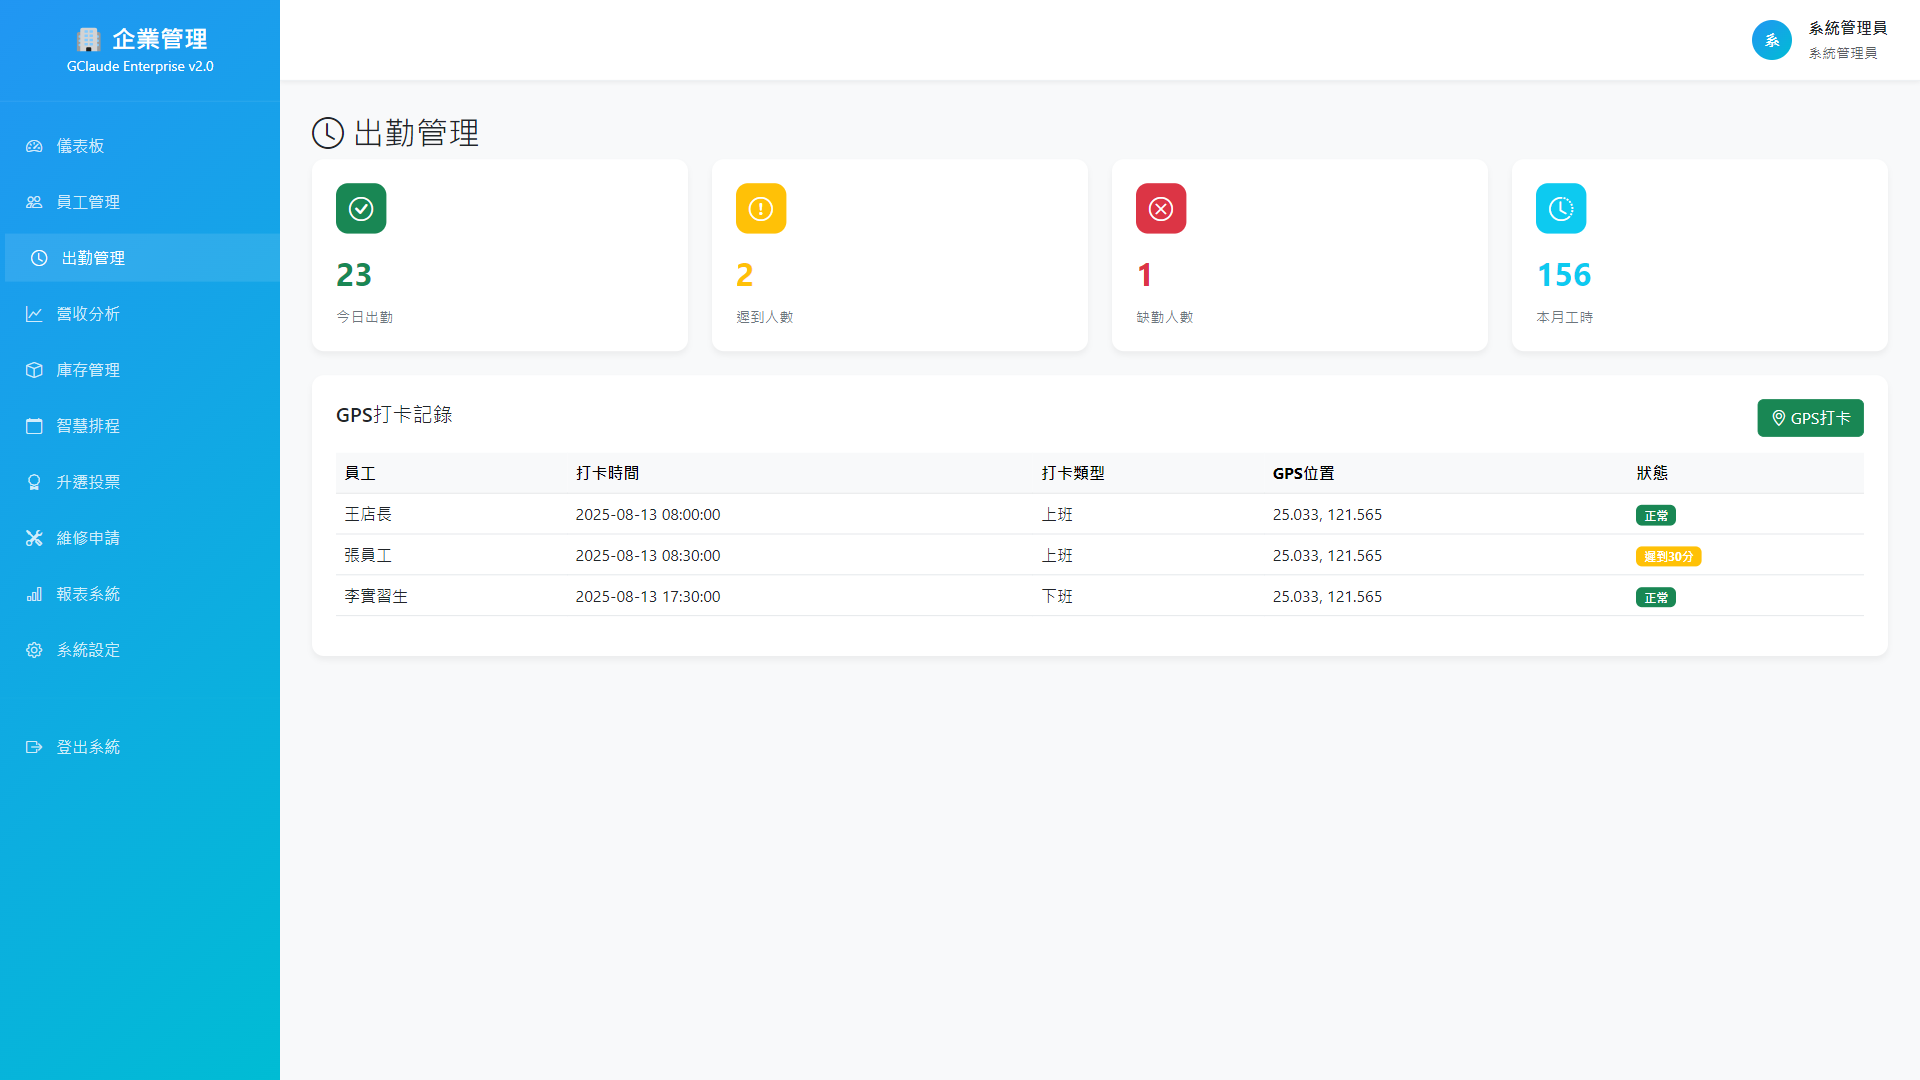 企業管理
GClaude Enterprise v2.0
儀表板
員工管理
出勤管理
營收分析
庫存管理
智慧排程
升遷投票
維修申請
報表系統
系統設定
登出系統
系
系統管理員
系統管理員
出勤管理
23
今日出勤
2
遲到人數
1
缺勤人數
156
本月工時
GPS打卡記錄
GPS打卡
員工 打卡時間 打卡類型 GPS位置 狀態
王店長 2025-08-13 08:00:00 上班 25.033, 121.565 正常
張員工 2025-08-13 08:30:00 上班 25.033, 121.565 遲到30分
李實習生 2025-08-13 17:30:00 下班 25.033, 121.565 正常